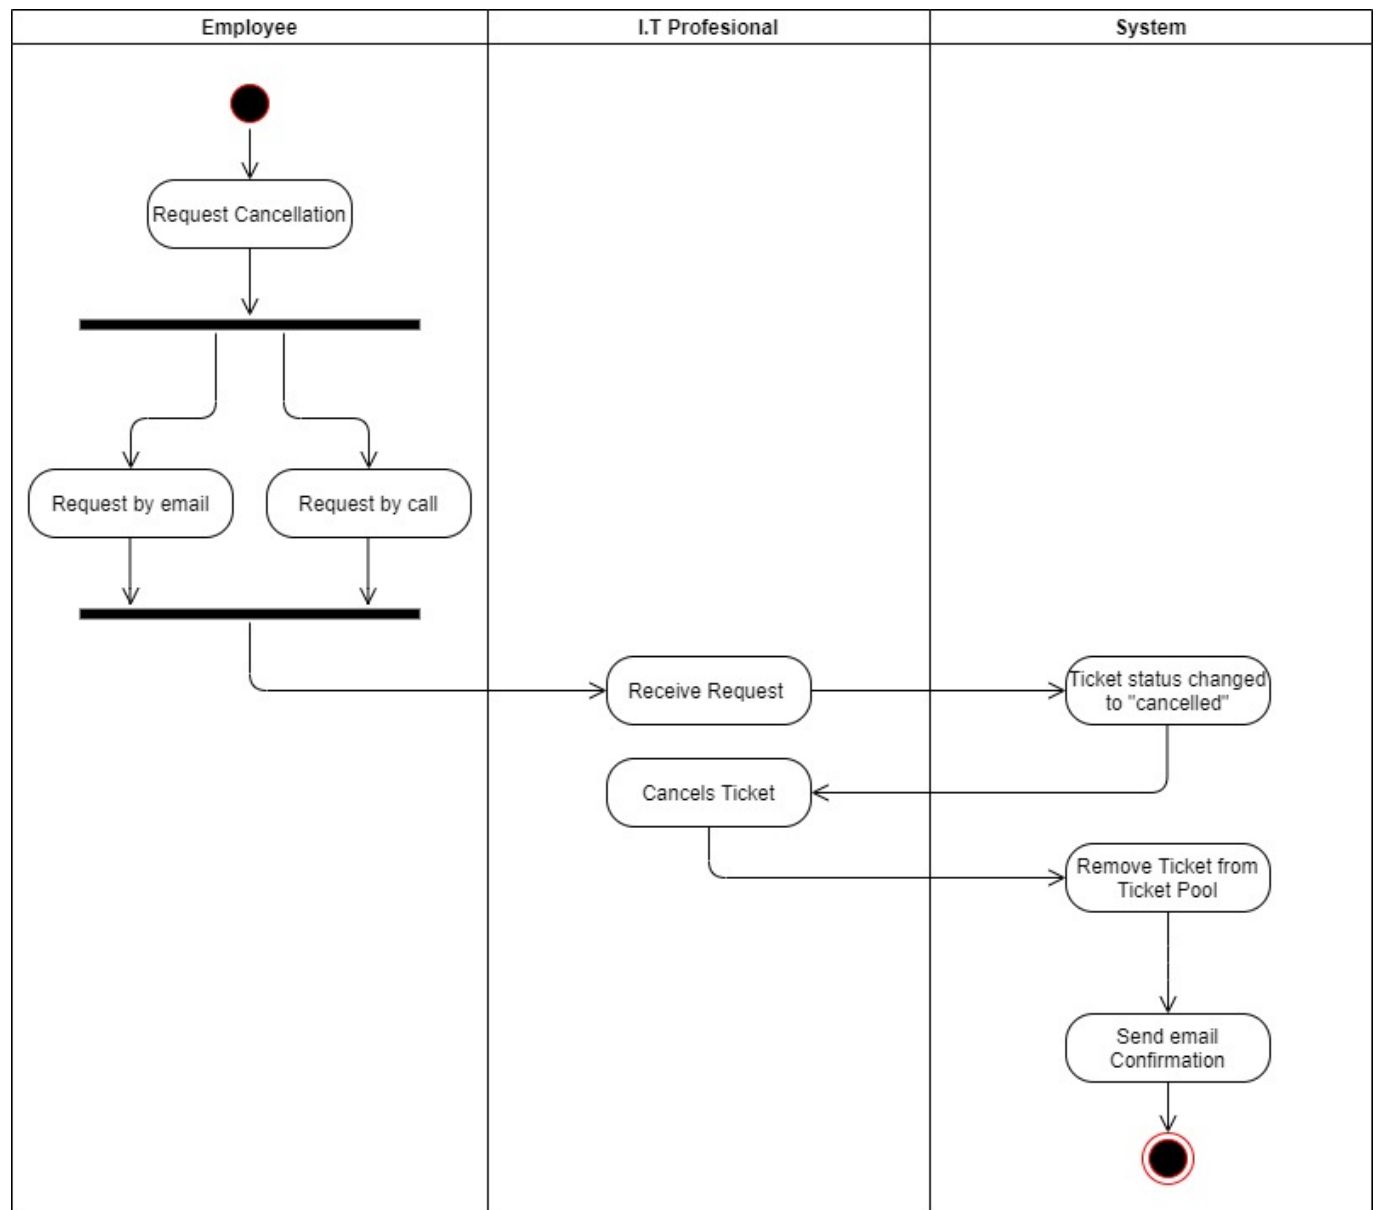 Employee
I.T Profesional
System
Request Cancellation
Request by email
Request by call
Receive Request
Ticket status changed
to "cancelled"
Cancels Ticket
Remove Ticket from
Ticket Pool
Send email
Confirmation